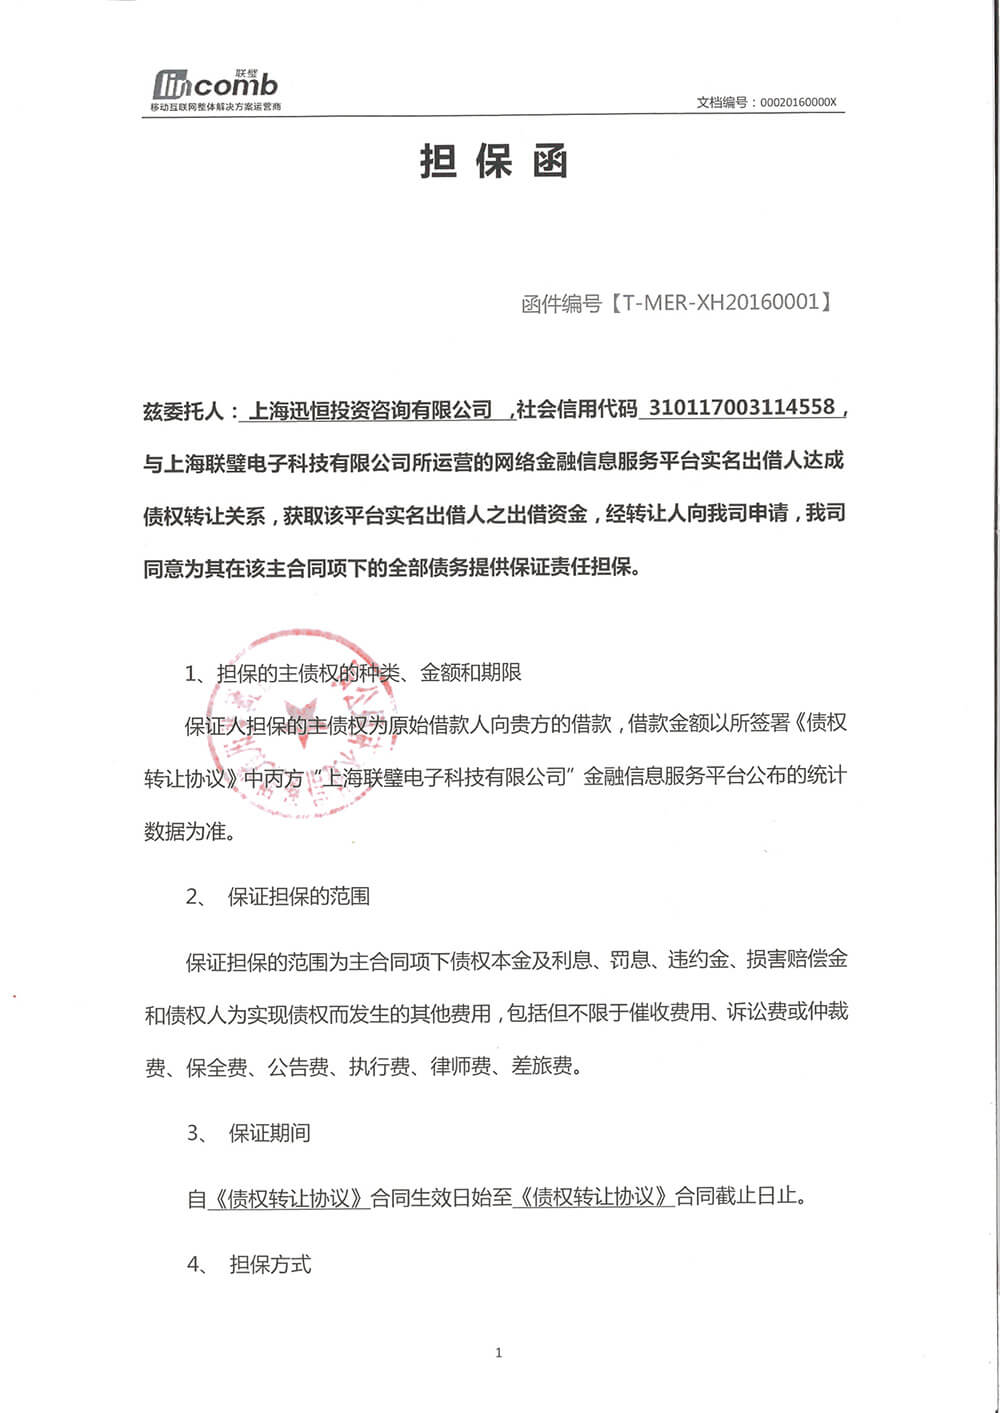 联璧
lincomb
移动互联网整体解决方案运营商
文档编号：00020160000X
担保函
函件编号【T-MER-XH20160001】
兹委托人：上海迅恒投资咨询有限公司 ,社会信用代码 310117003114558，
与上海联璧电子科技有限公司所运营的网络金融信息服务平台实名出借人达成
债权转让关系，获取该平台实名出借人之出借资金，经转让人向我司申请，我司
同意为其在该主合同项下的全部债务提供保证责任担保。
1、担保的主债权的种类、金额和期限
保证人担保的主债权为原始借款人向贵方的借款，借款金额以所签署《债权
转让协议》中丙方“上海联璧电子科技有限公司”金融信息服务平台公布的统计
数据为准。
2、 保证担保的范围
保证担保的范围为主合同项下债权本金及利息、罚息、违约金、损害赔偿金
和债权人为实现债权而发生的其他费用，包括但不限于催收费用、诉讼费或仲裁
费、保全费、公告费、执行费、律师费、差旅费。
3、 保证期间
自《债权转让协议》合同生效日始至《债权转让协议》合同截止日止。
4、 担保方式
1